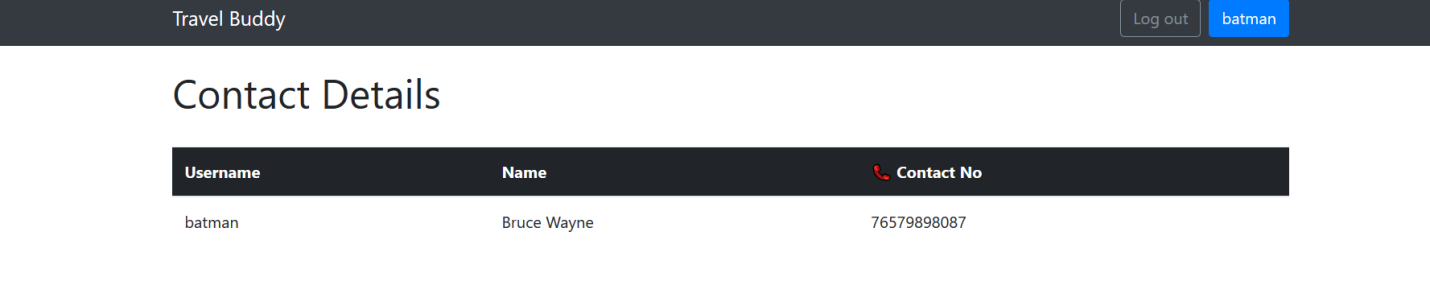 Travel Buddy Log out batman
Contact Details
Username Name 📞 Contact No
batman Bruce Wayne 76579898087